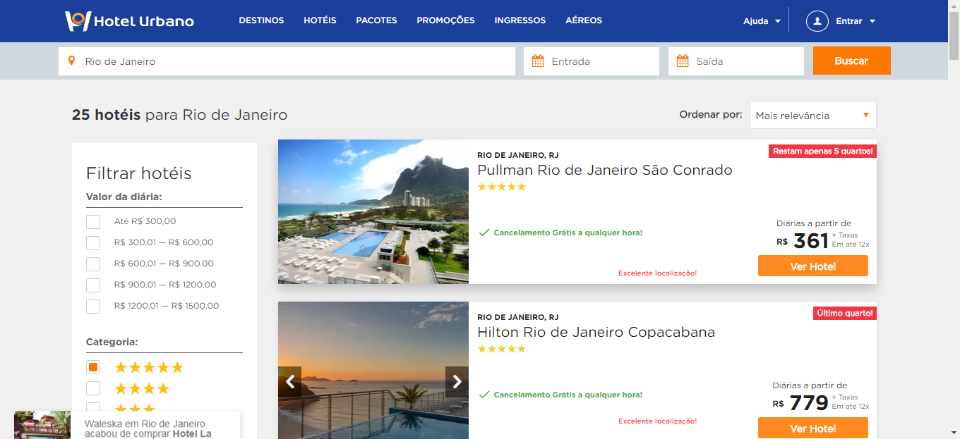 Hotel Urbano
DESTINOS HOTÉIS PACOTES PROMOÇÕES INGRESSOS AÉREOS
Ajuda Entrar
Rio de Janeiro Entrada Saída Buscar
25 hotéis para Rio de Janeiro
Ordenar por: Mais relevância
Filtrar hotéis
Valor da diária:
Até R$ 300,00
R$ 300,01 — R$ 600,00
R$ 600,01 — R$ 900,00
R$ 900,01 — R$ 1200,00
R$ 1200,01 — R$ 1500,00
Categoria:
Waleska em Rio de Janeiro
acabou de comprar Hotel La
Restam apenas 5 quartos!
RIO DE JANEIRO, RJ
Pullman Rio de Janeiro São Conrado
Cancelamento Grátis a qualquer hora!
Diárias a partir de
R$ 361 + Taxas
Em até 12x
Excelente localização!
Ver Hotel
Último quarto!
RIO DE JANEIRO, RJ
Hilton Rio de Janeiro Copacabana
Cancelamento Grátis a qualquer hora!
Diárias a partir de
R$ 779 + Taxas
Em até 12x
Excelente localização!
Ver Hotel